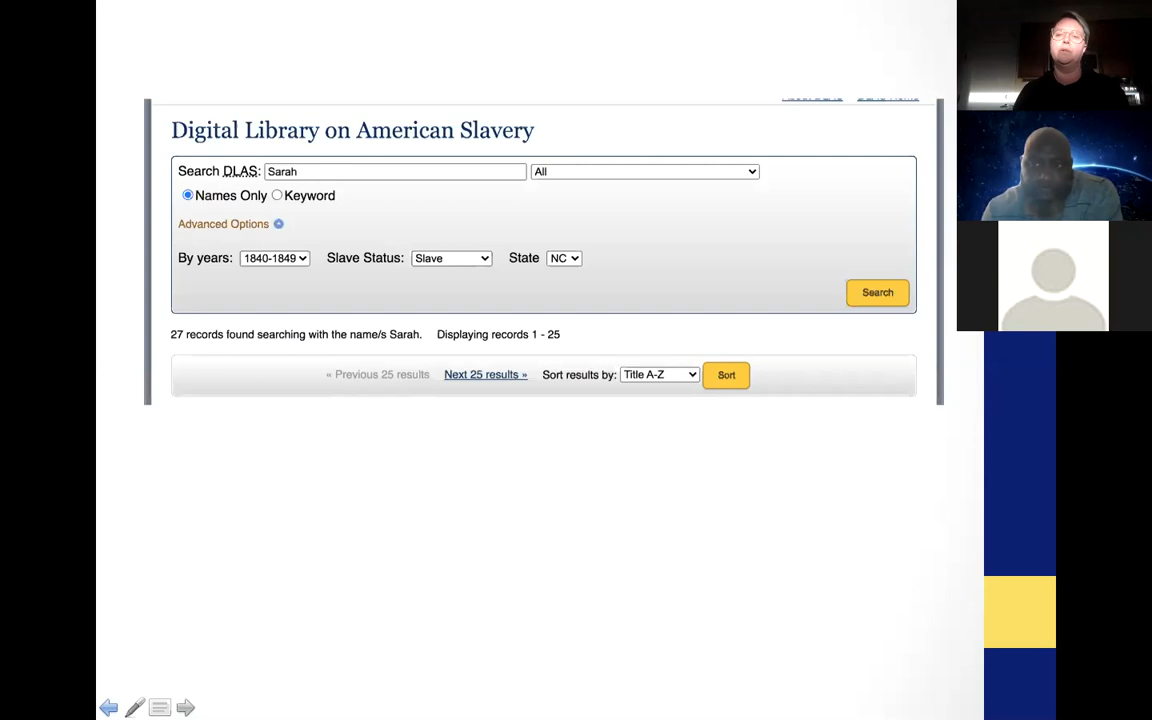 Digital Library on American Slavery
Search DLAS: Sarah All
Names Only Keyword
Advanced Options
By years: 1840-1849 Slave Status: Slave State NC
Search
27 records found searching with the name/s Sarah. Displaying records 1 - 25
« Previous 25 results Next 25 results » Sort results by: Title A-Z Sort